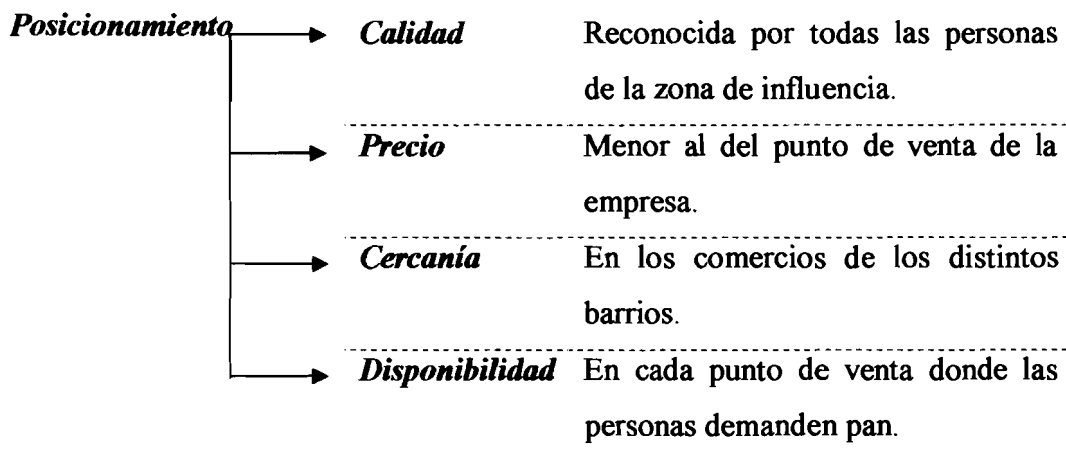 Posicionamiento
Calidad Reconocida por todas las personas
de la zona de influencia.
Precio Menor al del punto de venta de la
empresa.
Cercanía En los comercios de los distintos
barrios.
Disponibilidad En cada punto de venta donde las
personas demanden pan.